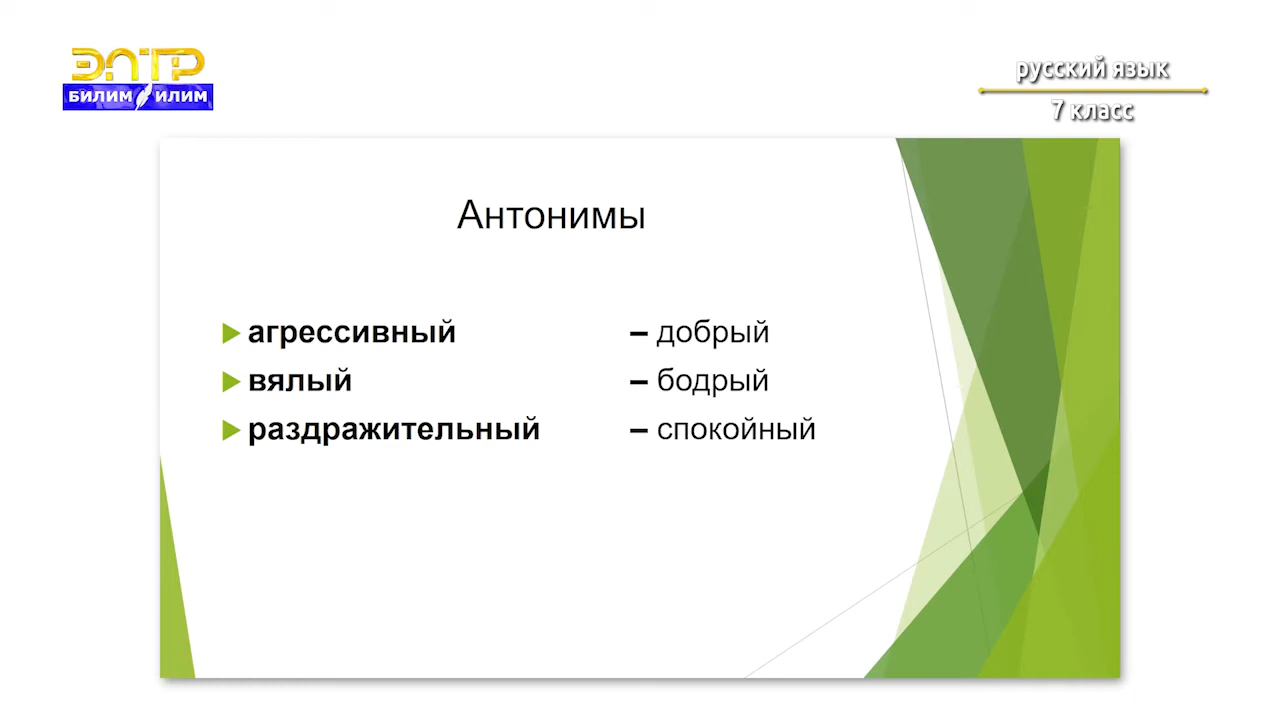 ЭЛТР
БИЛИМ ИЛИМ
русский язык
7 класс
Антонимы
агрессивный – добрый
вялый – бодрый
раздражительный – спокойный